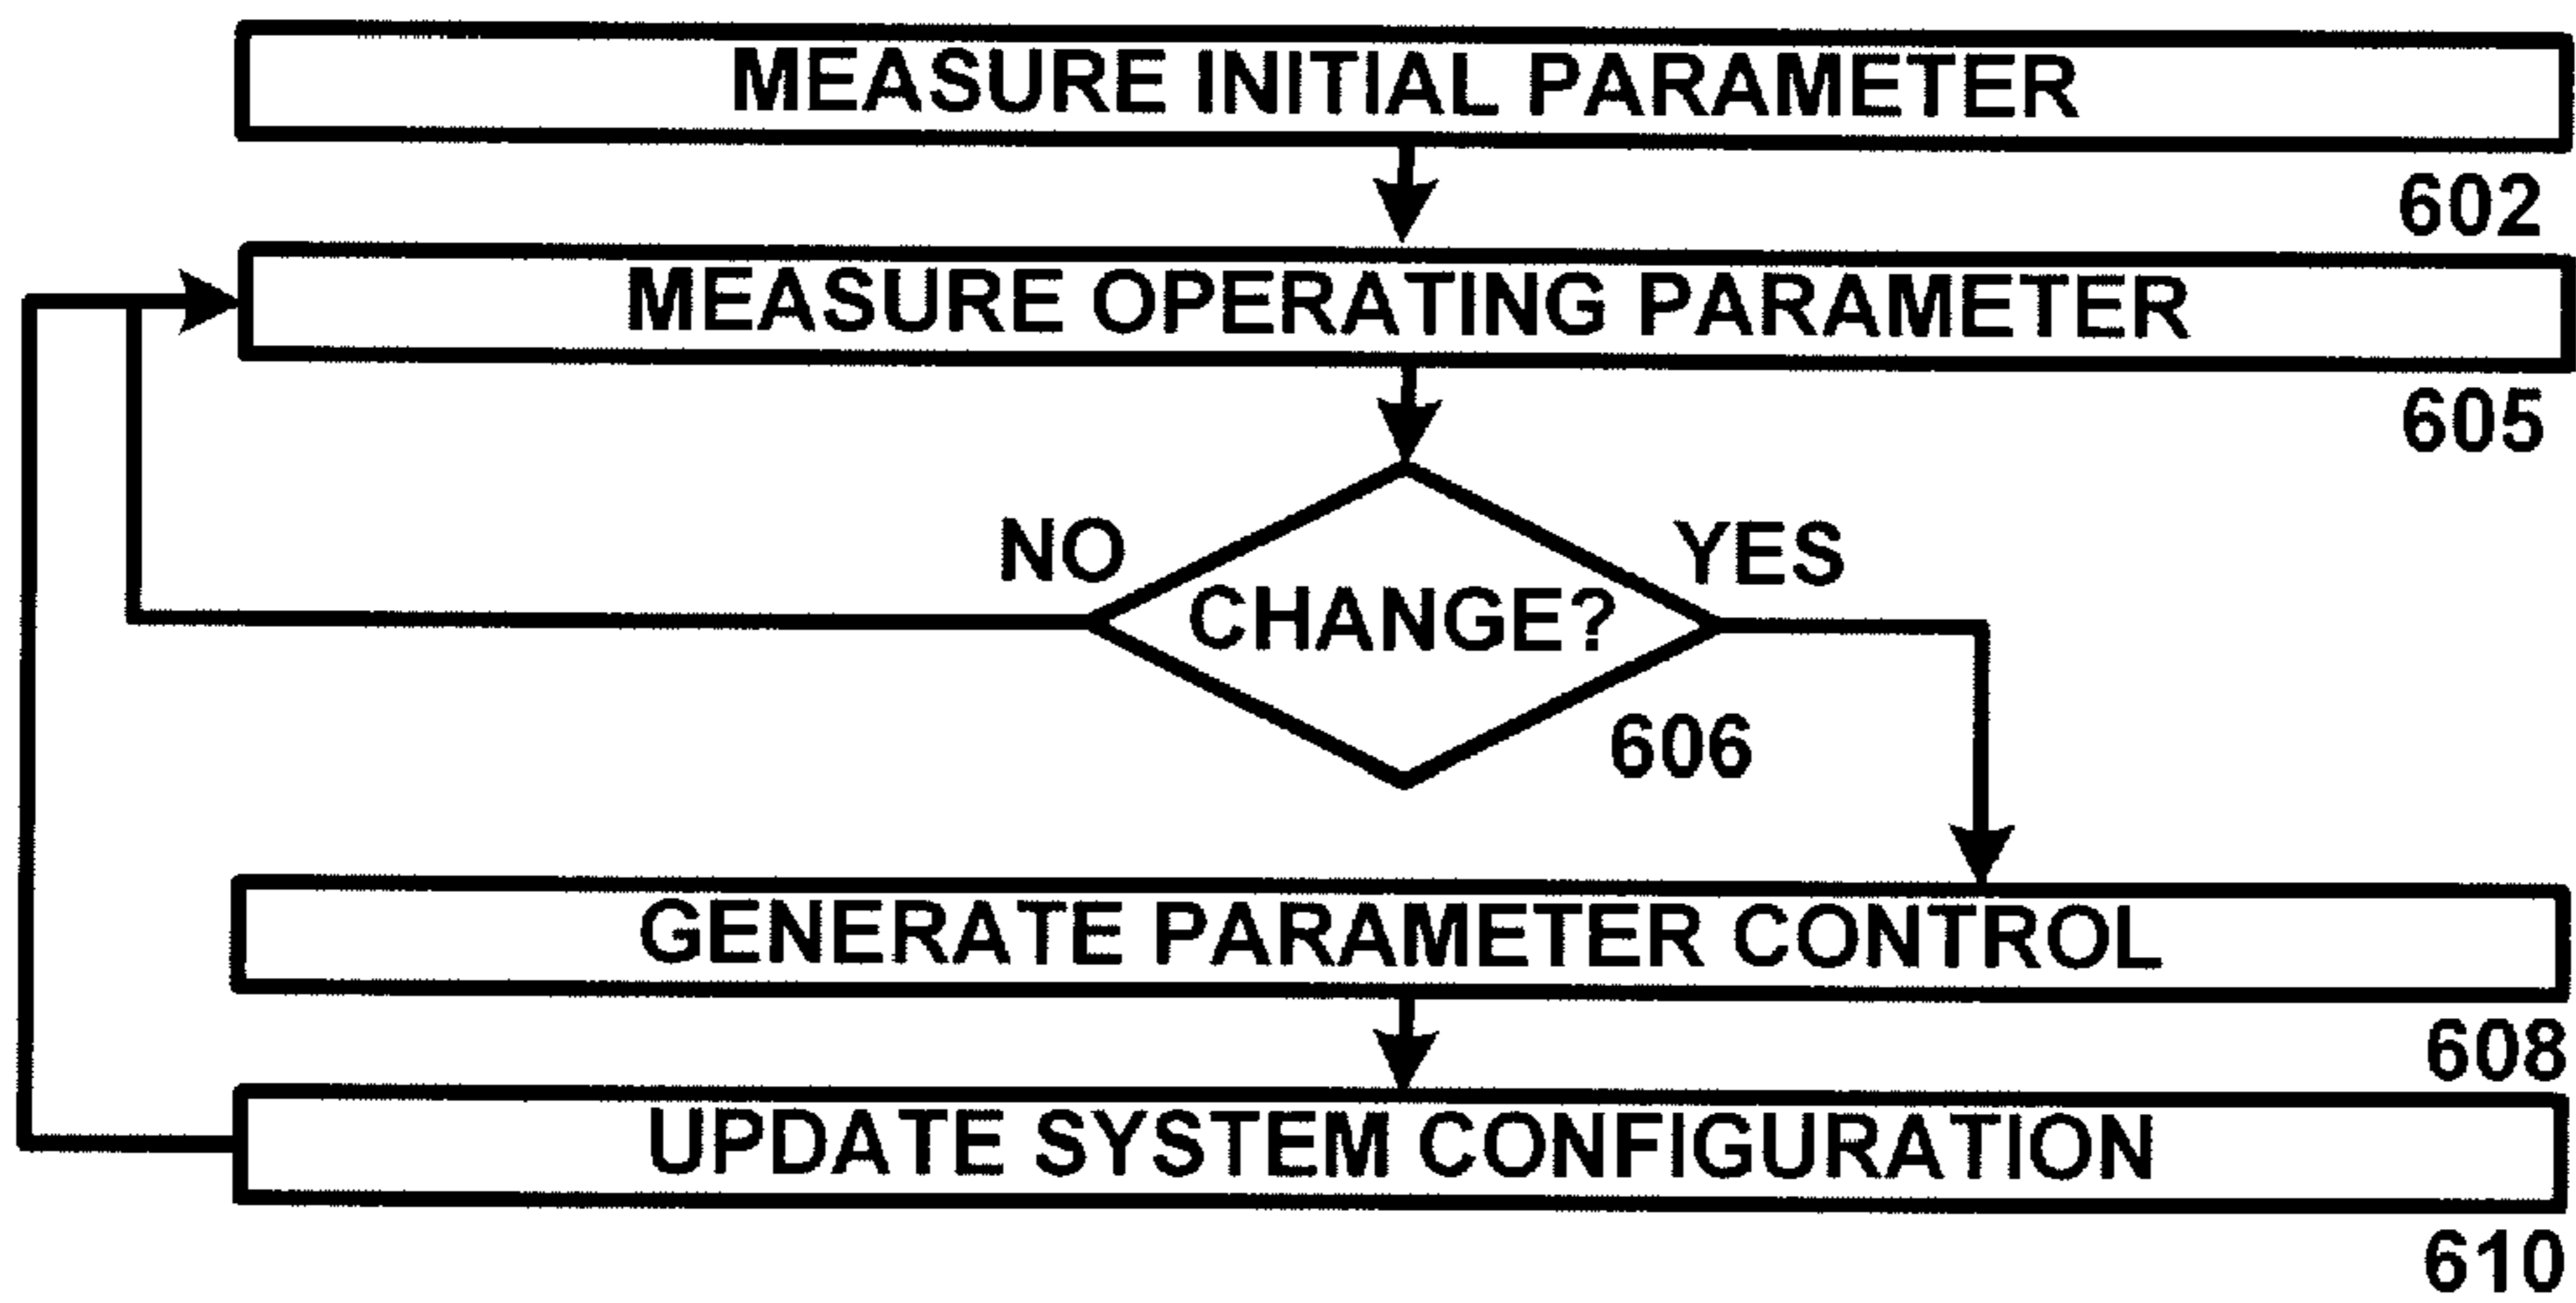 MEASURE INITIAL PARAMETER
602
MEASURE OPERATING PARAMETER
605
NO
YES
CHANGE?
606
GENERATE PARAMETER CONTROL
608
UPDATE SYSTEM CONFIGURATION
610